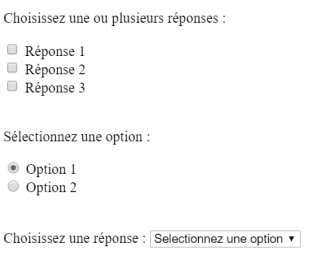 Choisissez une ou plusieurs réponses :
Réponse 1
Réponse 2
Réponse 3
Sélectionnez une option :
Option 1
Option 2
Choisissez une réponse : Selectionnez une option